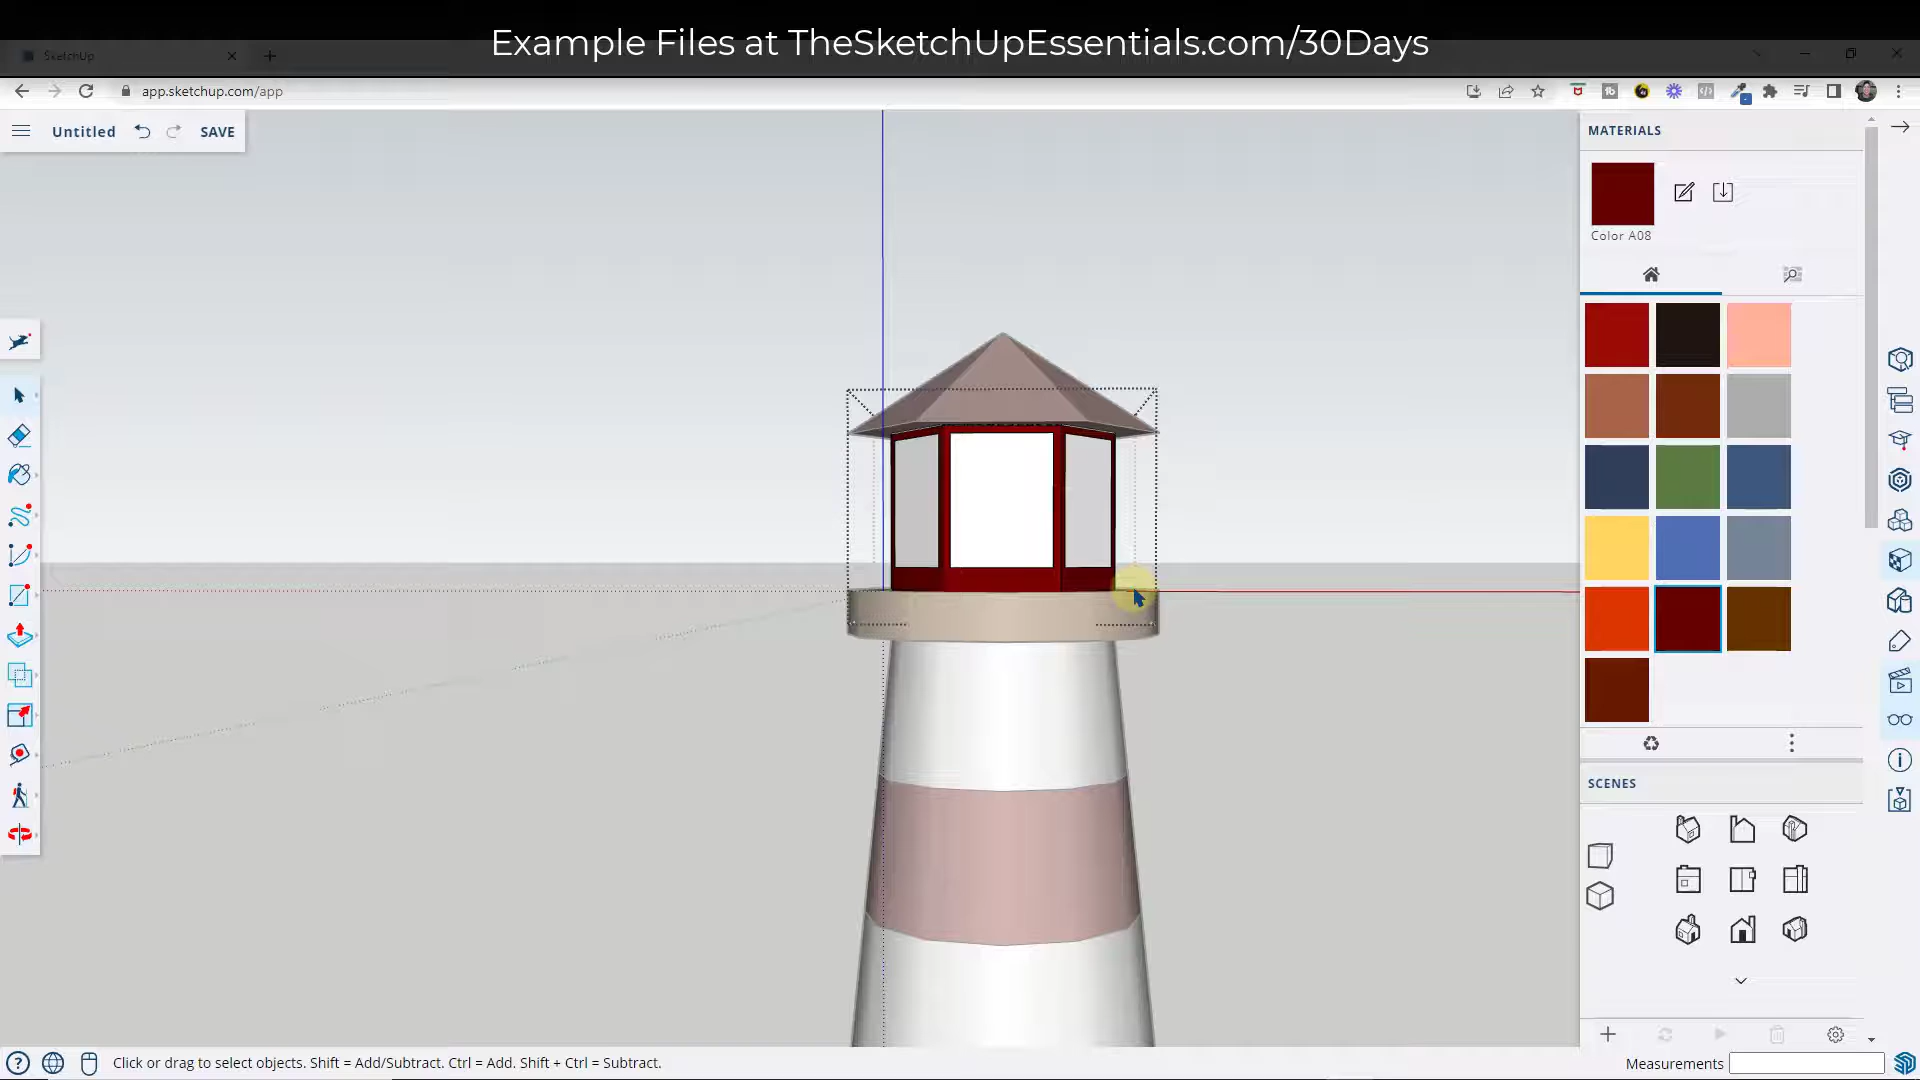 Example Files at TheSketchUpEssentials.com/30Days
SketchUp
app.sketchup.com/app
Untitled
SAVE
MATERIALS
Color A08
SCENES
Click or drag to select objects. Shift = Add/Subtract. Ctrl = Add. Shift + Ctrl = Subtract.
Measurements